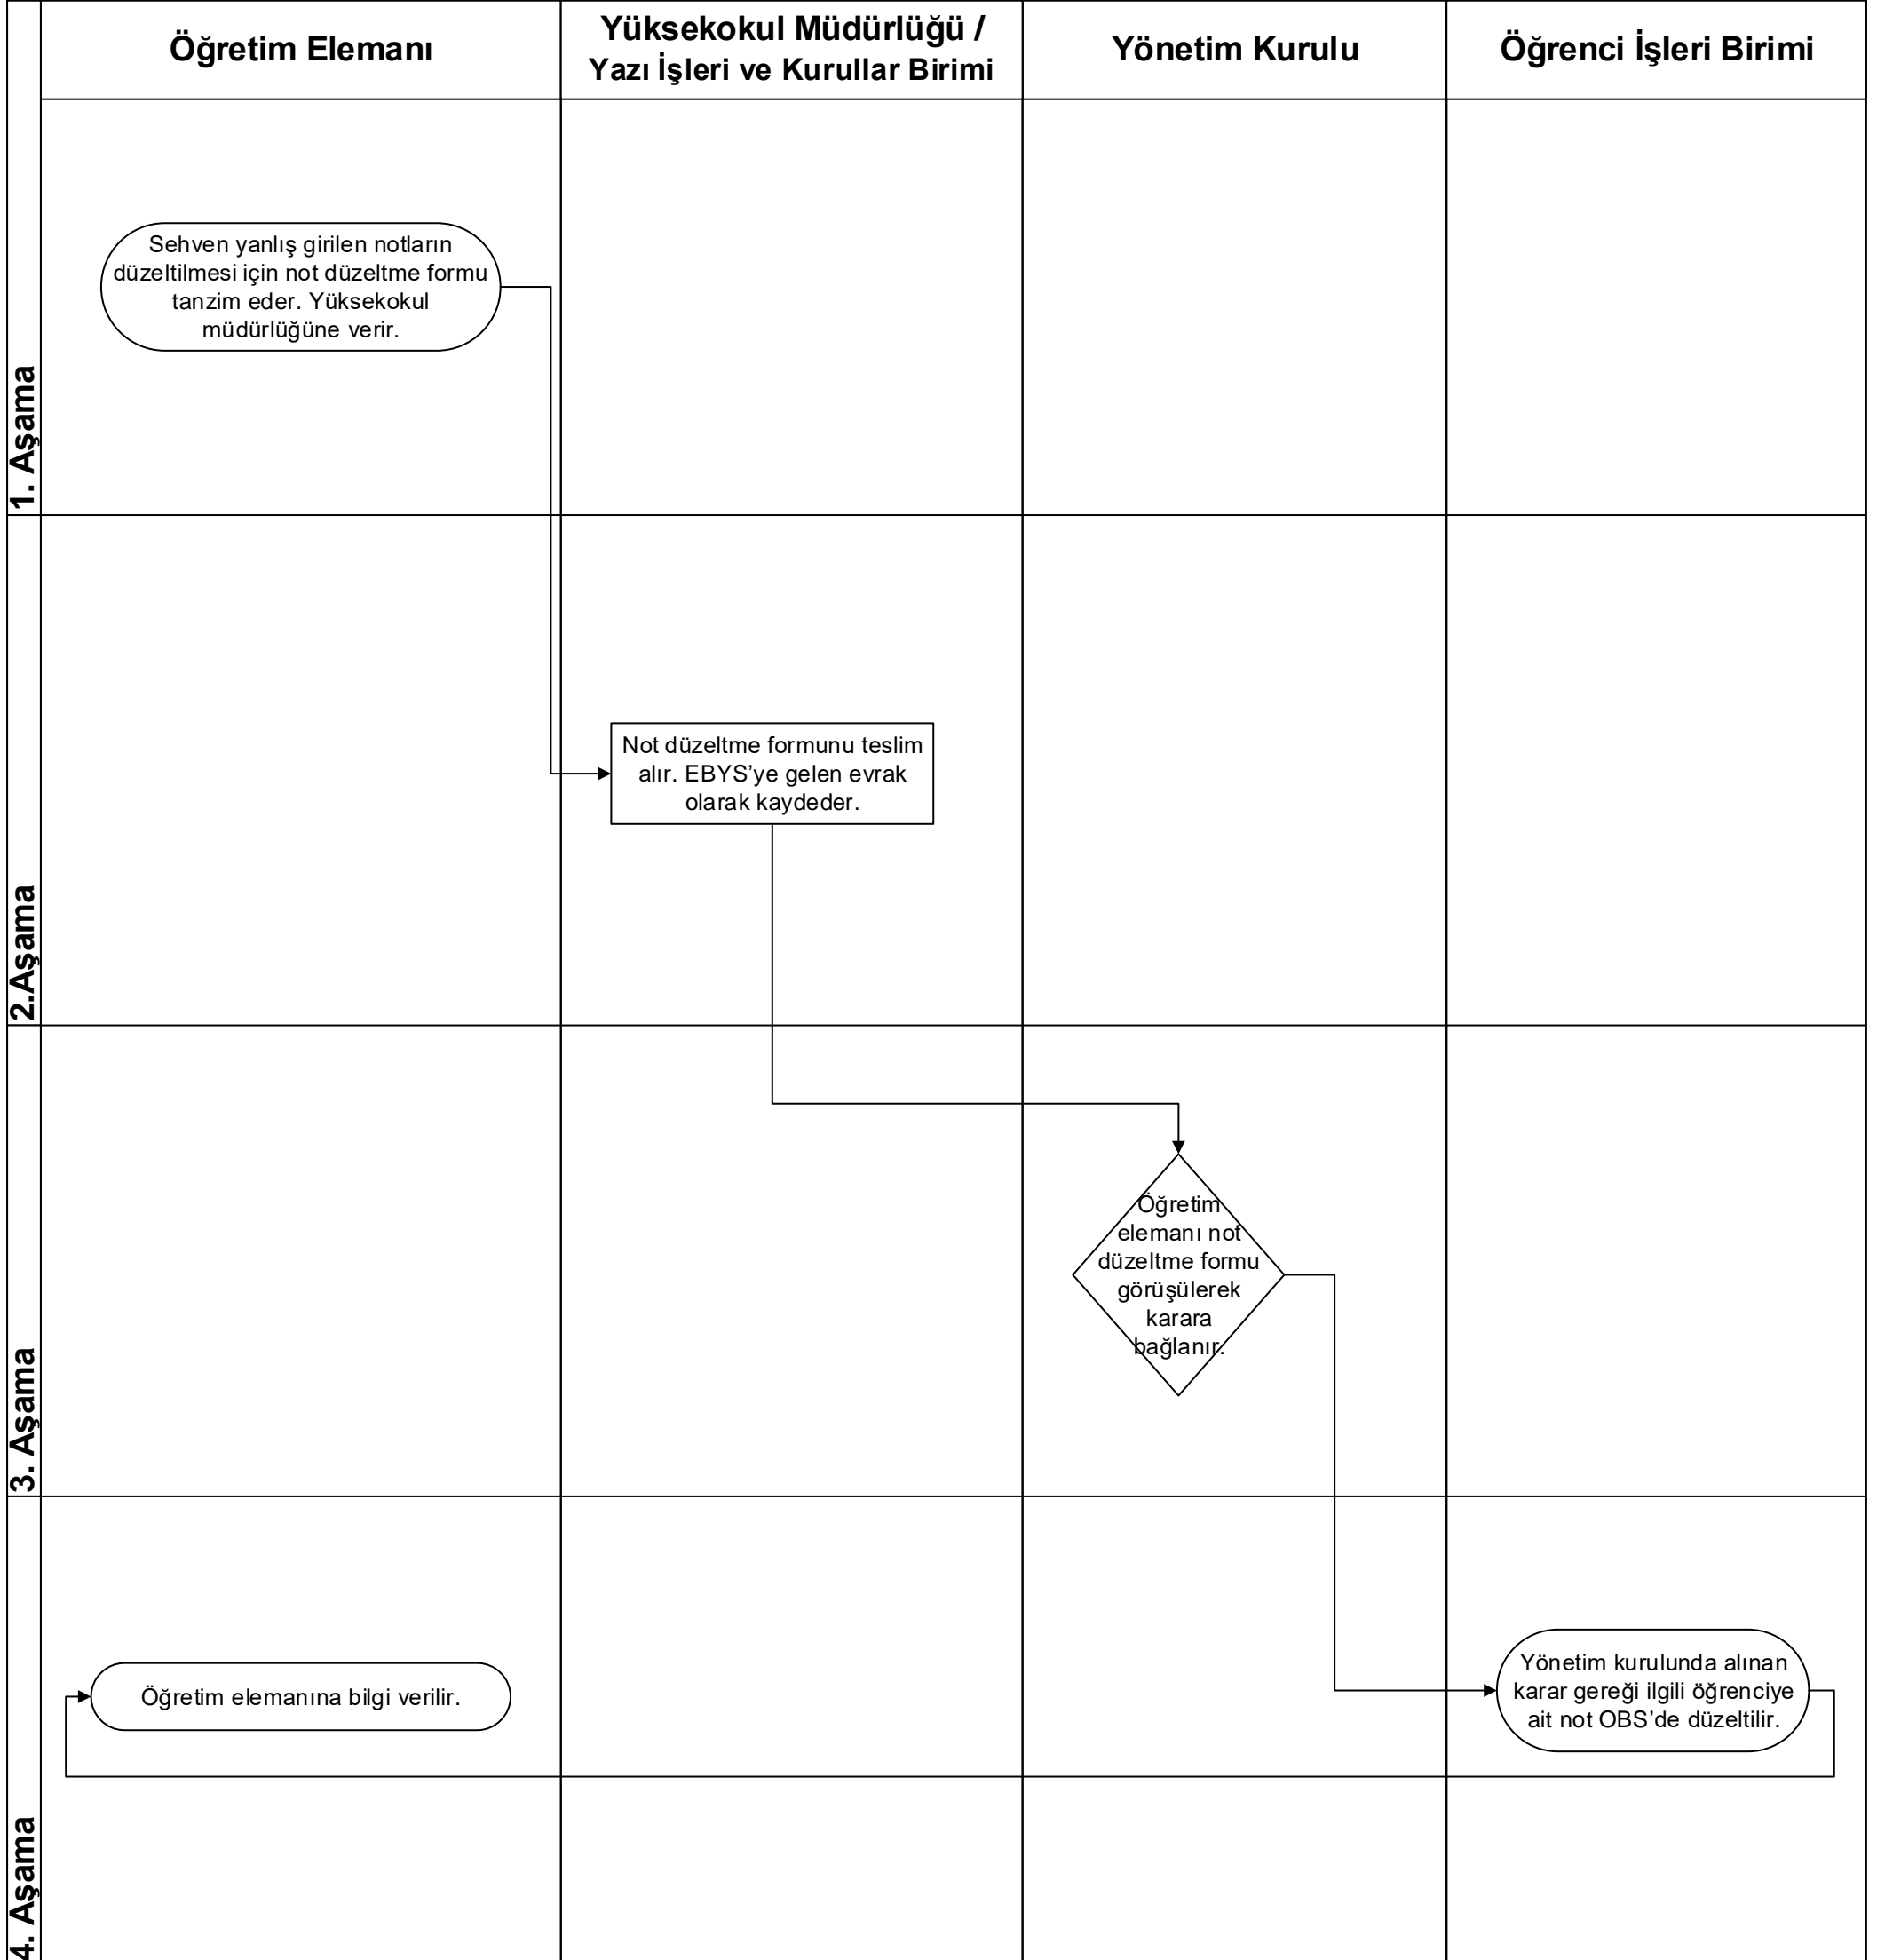 Öğretim Elemanı
Yüksekokul Müdürlüğü /
Yazı İşleri ve Kurullar Birimi
Yönetim Kurulu
Öğrenci İşleri Birimi
1. Aşama
Sehven yanlış girilen notların
düzeltilmesi için not düzeltme formu
tanzim eder. Yüksekokul
müdürlüğüne verir.
2.Aşama
Not düzeltme formunu teslim
alır. EBYS’ye gelen evrak
olarak kaydeder.
3. Aşama
Öğretim
elemanı not
düzeltme formu
görüşülerek
karara
bağlanır.
4. Aşama
Öğretim elemanına bilgi verilir.
Yönetim kurulunda alınan
karar gereği ilgili öğrenciye
ait not OBS’de düzeltilir.